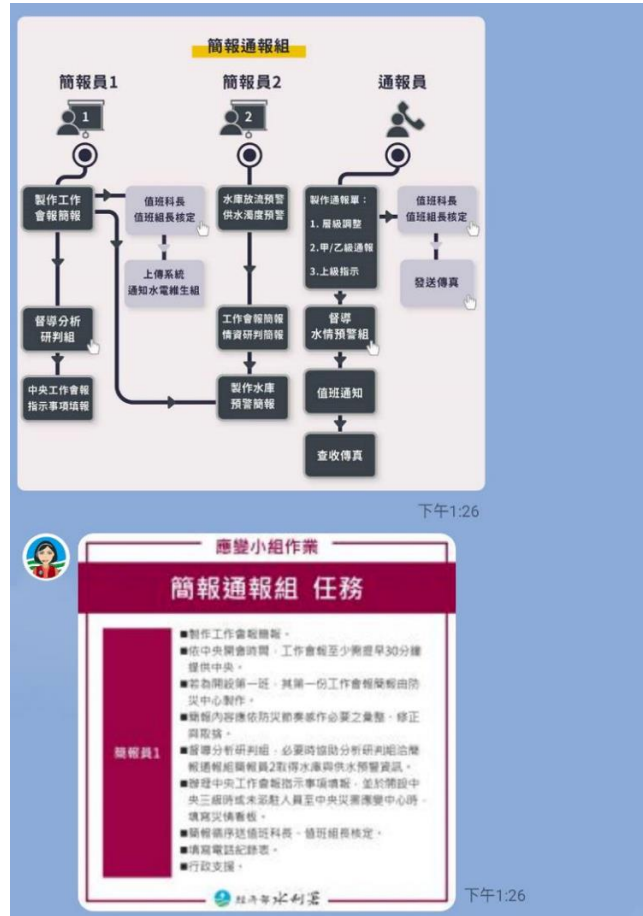 簡報通報組
簡報員1
簡報員2
通報員
1
2
製作工作
會報簡報
值班科長
值班組長核定
上傳系統
通知水電維生組
督導分析
研判組
中央工作會報
指示事項填報
水庫放流預警
供水濁度預警
工作會報簡報
情資研判簡報
製作水庫
預警簡報
製作通報單：
1. 層級調整
2.甲/乙級通報
3.上級指示
值班科長
值班組長核定
發送傳真
督導
水情預警組
值班通知
查收傳真
下午1:26
應變小組作業
簡報通報組 任務
簡報員1
■製作工作會報簡報。
■依中央開會時間，工作會報至少需提早30分鐘
提供中央。
■若為開設第一班，其第一份工作會報簡報由防
災中心製作。
■簡報內容應依防災節奏感作必要之彙整、修正
與取捨。
■督導分析研判組，必要時協助分析研判組洽簡
報通報組簡報員2取得水庫與供水預警資訊。
■辦理中央工作會報指示事項填報，並於開設中
央三級時或未派駐人員至中央災害應變中心時，
填寫災情看板。
■簡報循序送值班科長、值班組長核定。
■填寫電話紀錄表。
■行政支援。
經濟部水利署
下午1:26